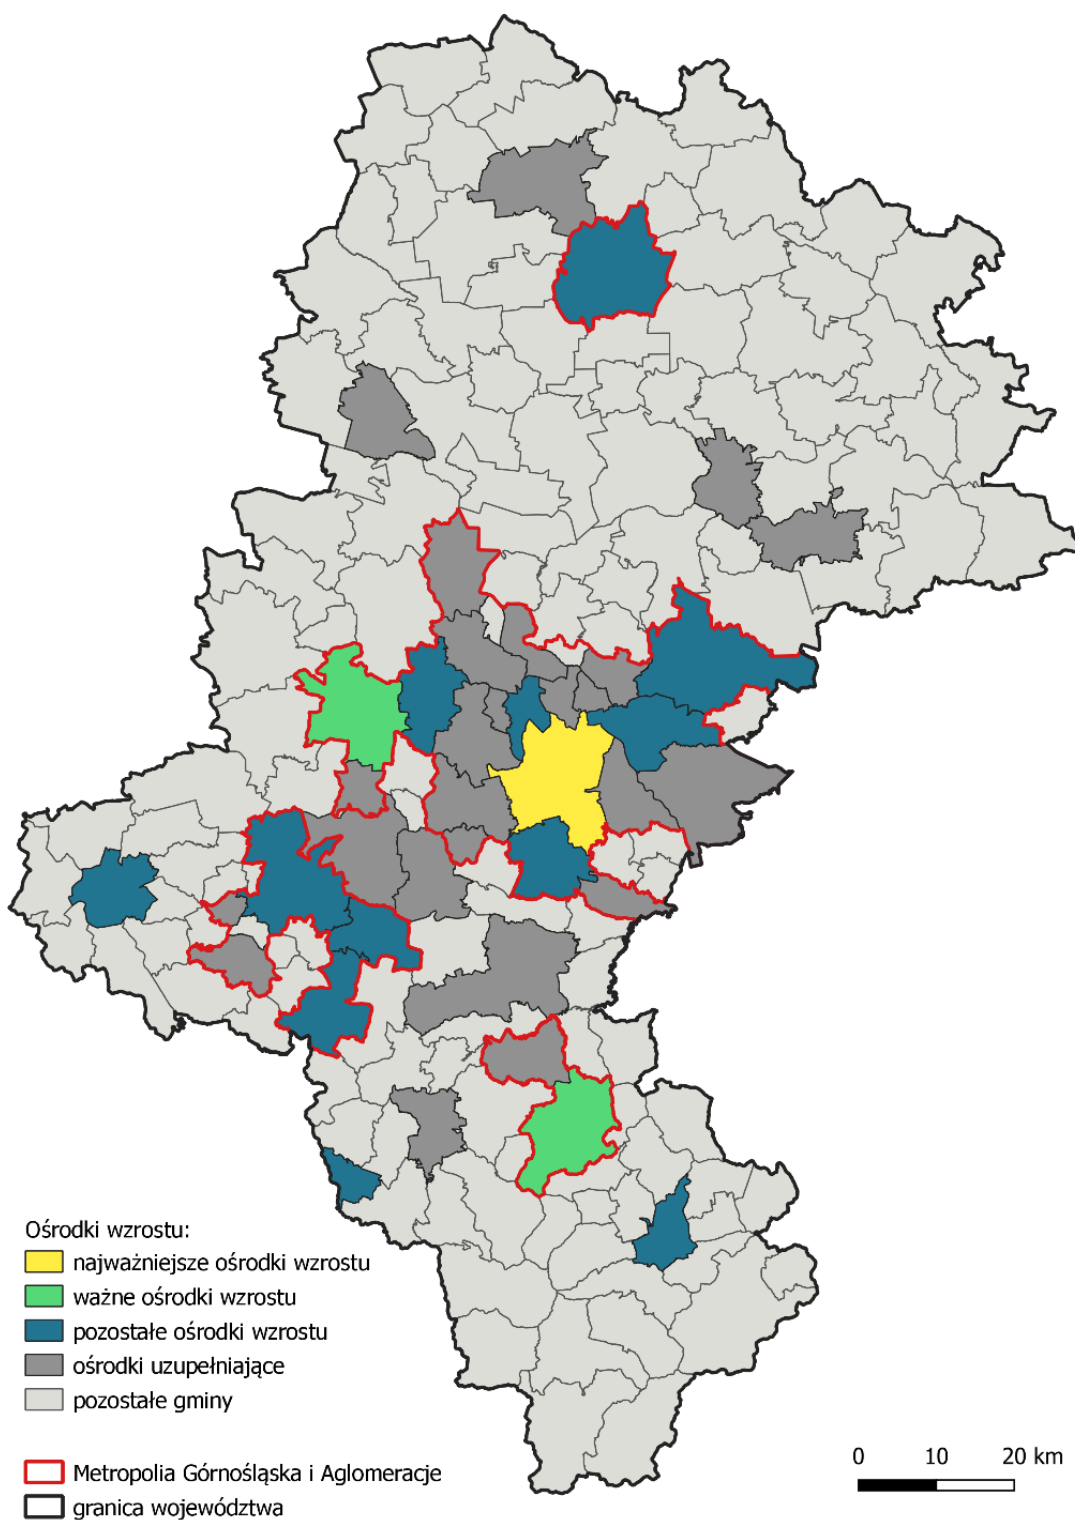 Ośrodki wzrostu:
najważniejsze ośrodki wzrostu
ważne ośrodki wzrostu
pozostałe ośrodki wzrostu
ośrodki uzupełniające
pozostałe gminy
Metropolia Górnośląska i Aglomeracje
granica województwa
0 10 20 km